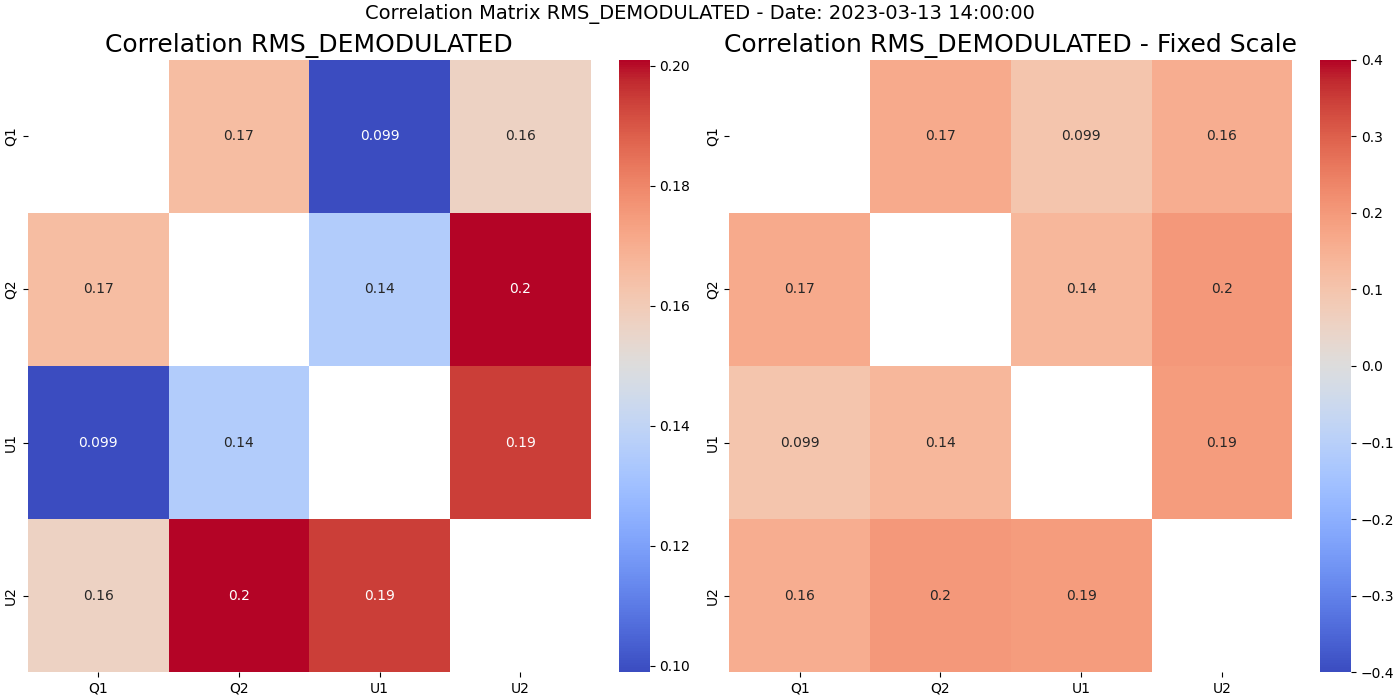 Correlation Matrix RMS_DEMODULATED - Date: 2023-03-13 14:00:00
Correlation RMS_DEMODULATED
Q1
0.17
0.099
0.16
Q2
0.17
0.14
0.2
U1
0.099
0.14
0.19
U2
0.16
0.2
0.19
Q1
Q2
U1
U2
0.20
0.18
0.16
0.14
0.12
0.10
Correlation RMS_DEMODULATED - Fixed Scale
Q1
0.17
0.099
0.16
Q2
0.17
0.14
0.2
U1
0.099
0.14
0.19
U2
0.16
0.2
0.19
Q1
Q2
U1
U2
0.4
0.3
0.2
0.1
0.0
−0.1
−0.2
−0.3
−0.4